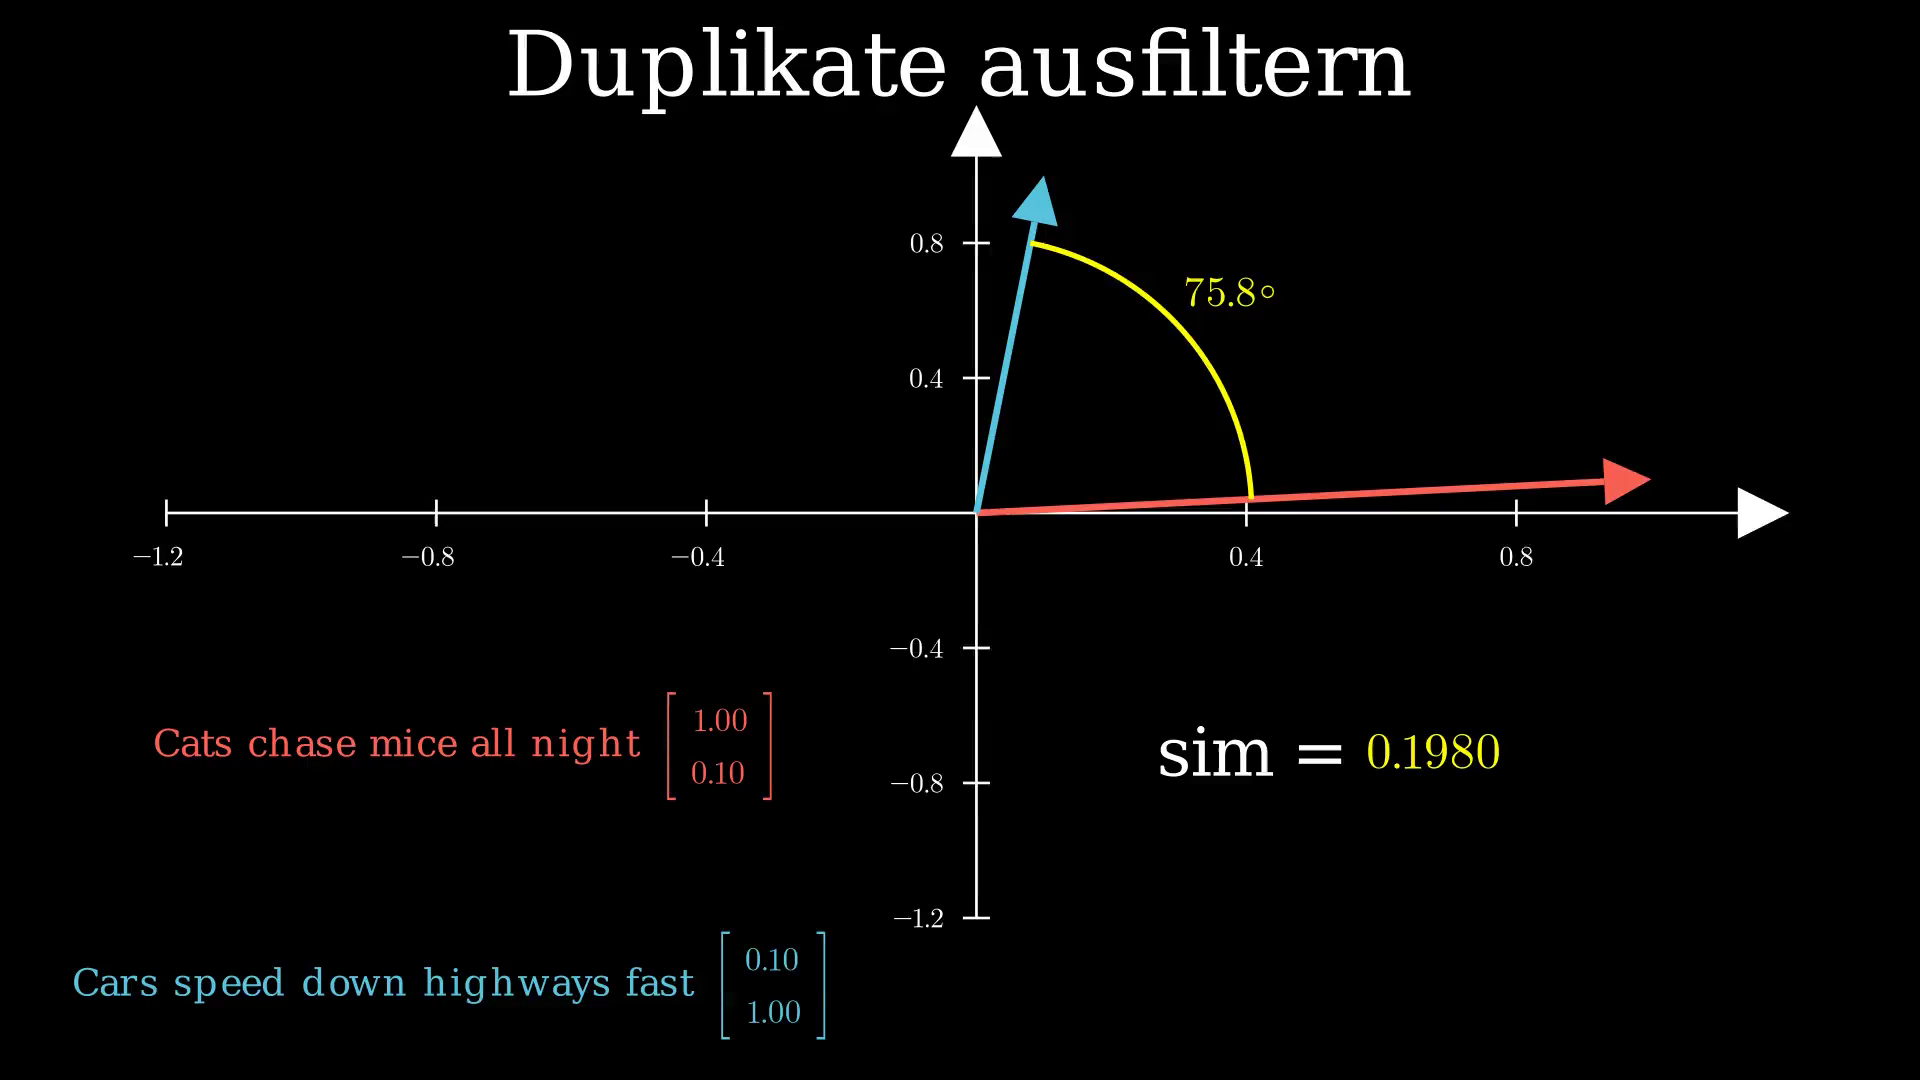 Duplikate ausfiltern
0.8
75.8°
0.4
−1.2 −0.8 −0.4 0.4 0.8
−0.4
Cats chase mice all night [1.00 0.10]
sim = 0.1980
−0.8
−1.2
Cars speed down highways fast [0.10 1.00]